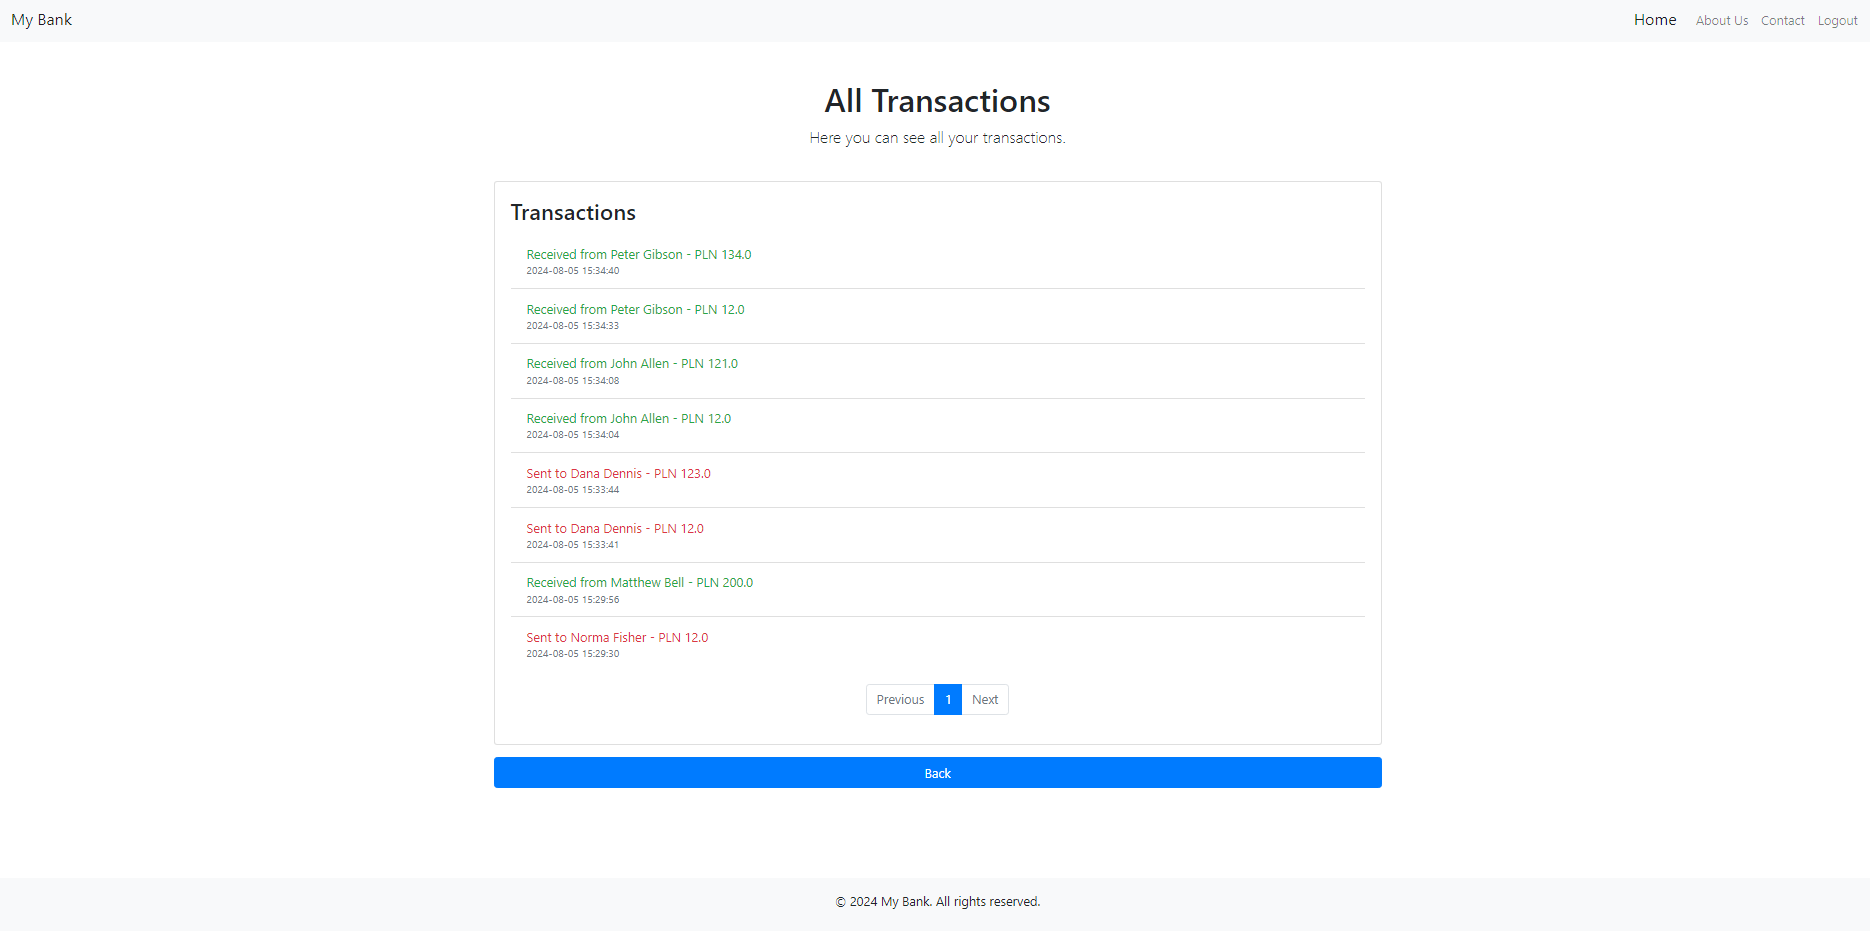 My Bank
Home About Us Contact Logout
All Transactions
Here you can see all your transactions.
Transactions
Received from Peter Gibson - PLN 134.0
2024-08-05 15:34:40
Received from Peter Gibson - PLN 12.0
2024-08-05 15:34:33
Received from John Allen - PLN 121.0
2024-08-05 15:34:08
Received from John Allen - PLN 12.0
2024-08-05 15:34:04
Sent to Dana Dennis - PLN 123.0
2024-08-05 15:33:44
Sent to Dana Dennis - PLN 12.0
2024-08-05 15:33:41
Received from Matthew Bell - PLN 200.0
2024-08-05 15:29:56
Sent to Norma Fisher - PLN 12.0
2024-08-05 15:29:30
Previous 1 Next
Back
© 2024 My Bank. All rights reserved.